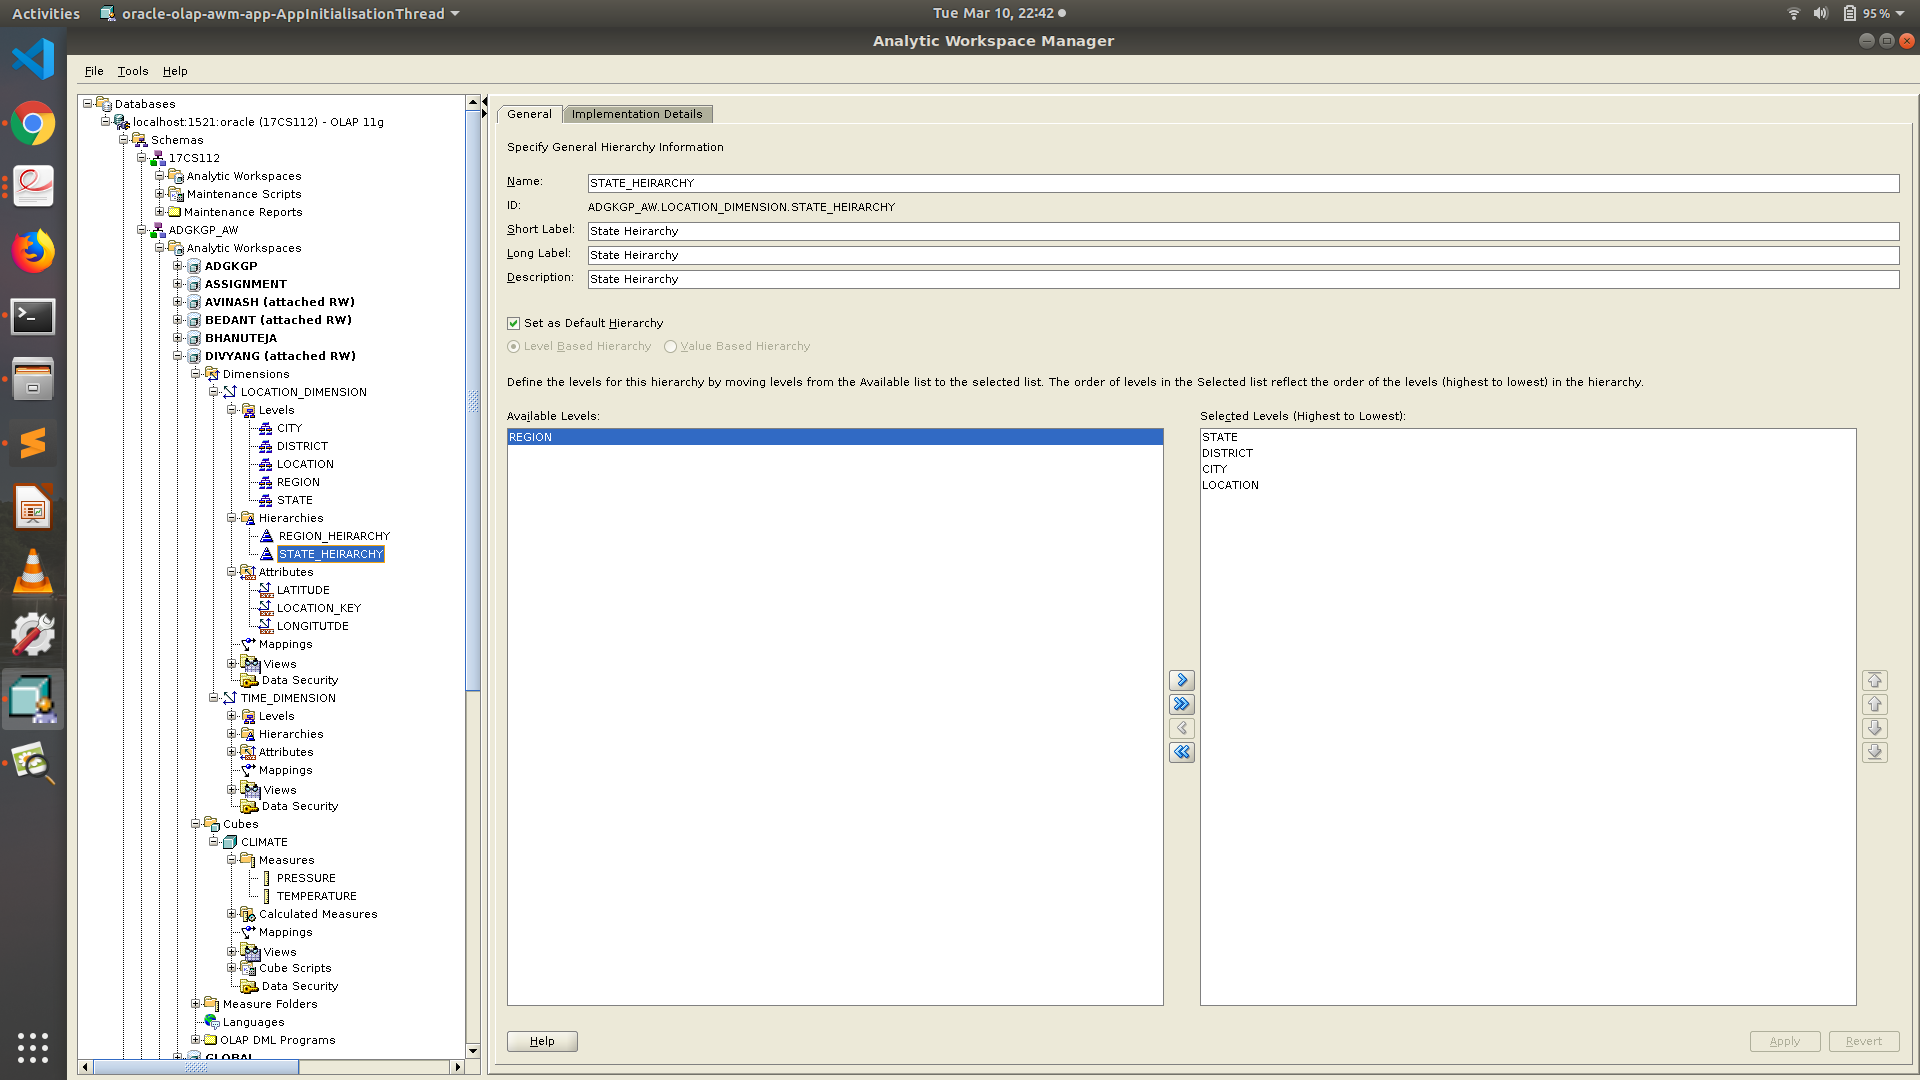 Activities
oracle-olap-awm-app-AppInitialisationThread
Tue Mar 10, 22:42
95 %
Analytic Workspace Manager
File Tools Help
Databases
localhost:1521:oracle (17CS112) - OLAP 11g
Schemas
17CS112
Analytic Workspaces
Maintenance Scripts
Maintenance Reports
ADGKGP_AW
Analytic Workspaces
ADGKGP
ASSIGNMENT
AVINASH (attached RW)
BEDANT (attached RW)
BHANUTEJA
DIVYANG (attached RW)
Dimensions
LOCATION_DIMENSION
Levels
CITY
DISTRICT
LOCATION
REGION
STATE
Hierarchies
REGION_HEIRARCHY
STATE_HEIRARCHY
Attributes
LATITUDE
LOCATION_KEY
LONGITUTDE
Mappings
Views
Data Security
TIME_DIMENSION
Levels
Hierarchies
Attributes
Mappings
Views
Data Security
Cubes
CLIMATE
Measures
PRESSURE
TEMPERATURE
Calculated Measures
Mappings
Views
Cube Scripts
Data Security
Measure Folders
Languages
OLAP DML Programs
GLOBAL
General
Implementation Details
Specify General Hierarchy Information
Name: STATE_HEIRARCHY
ID: ADGKGP_AW.LOCATION_DIMENSION.STATE_HEIRARCHY
Short Label: State Heirarchy
Long Label: State Heirarchy
Description: State Heirarchy
Set as Default Hierarchy
Level Based Hierarchy Value Based Hierarchy
Define the levels for this hierarchy by moving levels from the Available list to the selected list. The order of levels in the Selected list reflect the order of the levels (highest to lowest) in the hierarchy.
Available Levels:
REGION
Selected Levels (Highest to Lowest):
STATE
DISTRICT
CITY
LOCATION
Help
Apply
Revert